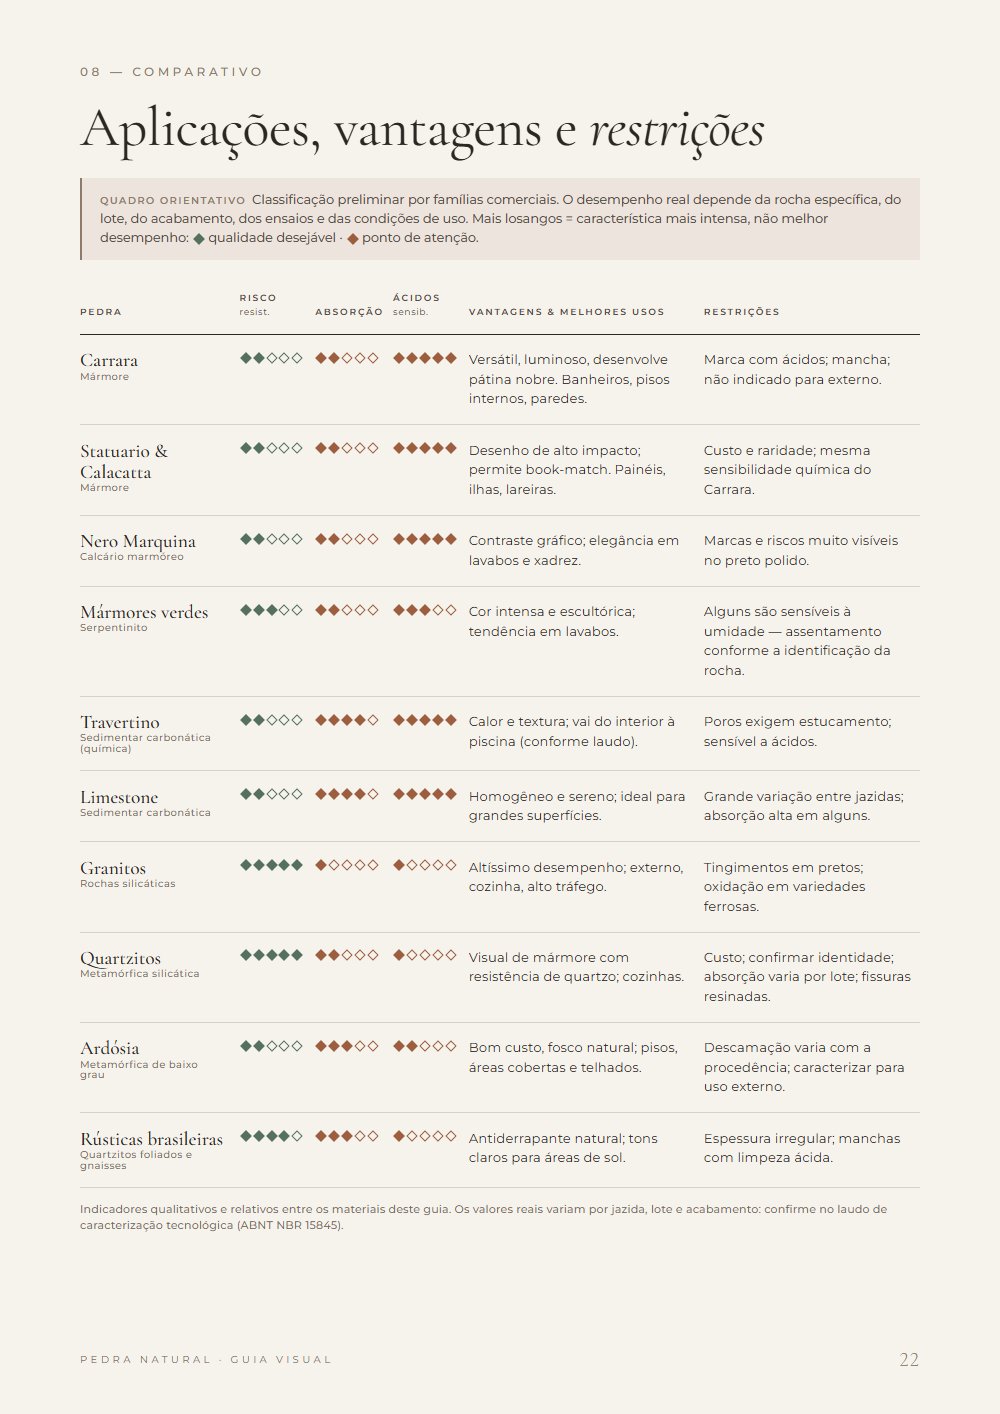 08 — COMPARATIVO
Aplicações, vantagens e restrições
QUADRO ORIENTATIVO Classificação preliminar por famílias comerciais. O desempenho real depende da rocha específica, do
lote, do acabamento, dos ensaios e das condições de uso. Mais losangos = característica mais intensa, não melhor
desempenho: ◆ qualidade desejável · ◆ ponto de atenção.
PEDRA
RISCO
resist.
ABSORÇÃO
ÁCIDOS
sensib.
VANTAGENS & MELHORES USOS
RESTRIÇÕES
Carrara
Mármore
◆◆◇◇◇
◆◆◇◇◇
◆◆◆◆◆
Versátil, luminoso, desenvolve
pátina nobre. Banheiros, pisos
internos, paredes.
Marca com ácidos; mancha;
não indicado para externo.
Statuario &
Calacatta
Mármore
◆◆◇◇◇
◆◆◇◇◇
◆◆◆◆◆
Desenho de alto impacto;
permite book-match. Painéis,
ilhas, lareiras.
Custo e raridade; mesma
sensibilidade química do
Carrara.
Nero Marquina
Calcário marmóreo
◆◆◇◇◇
◆◆◇◇◇
◆◆◆◆◆
Contraste gráfico; elegância em
lavabos e xadrez.
Marcas e riscos muito visíveis
no preto polido.
Mármores verdes
Serpentinito
◆◆◆◇◇
◆◆◇◇◇
◆◆◆◇◇
Cor intensa e escultórica;
tendência em lavabos.
Alguns são sensíveis à
umidade — assentamento
conforme a identificação da
rocha.
Travertino
Sedimentar carbonática
(química)
◆◆◇◇◇
◆◆◆◆◇
◆◆◆◆◆
Calor e textura; vai do interior à
piscina (conforme laudo).
Poros exigem estucamento;
sensível a ácidos.
Limestone
Sedimentar carbonática
◆◆◇◇◇
◆◆◆◆◇
◆◆◆◆◆
Homogêneo e sereno; ideal para
grandes superfícies.
Grande variação entre jazidas;
absorção alta em alguns.
Granitos
Rochas silicáticas
◆◆◆◆◆
◆◇◇◇◇
◆◇◇◇◇
Altíssimo desempenho; externo,
cozinha, alto tráfego.
Tingimentos em pretos;
oxidação em variedades
ferrosas.
Quartzitos
Metamórfica silicática
◆◆◆◆◆
◆◆◇◇◇
◆◇◇◇◇
Visual de mármore com
resistência de quartzo; cozinhas.
Custo; confirmar identidade;
absorção varia por lote; fissuras
resinadas.
Ardósia
Metamórfica de baixo
grau
◆◆◇◇◇
◆◆◆◇◇
◆◆◇◇◇
Bom custo, fosco natural; pisos,
áreas cobertas e telhados.
Descamação varia com a
procedência; caracterizar para
uso externo.
Rústicas brasileiras
Quartzitos foliados e
gnaisses
◆◆◆◆◇
◆◆◆◇◇
◆◇◇◇◇
Antiderrapante natural; tons
claros para áreas de sol.
Espessura irregular; manchas
com limpeza ácida.
Indicadores qualitativos e relativos entre os materiais deste guia. Os valores reais variam por jazida, lote e acabamento: confirme no laudo de
caracterização tecnológica (ABNT NBR 15845).
PEDRA NATURAL · GUIA VISUAL
22